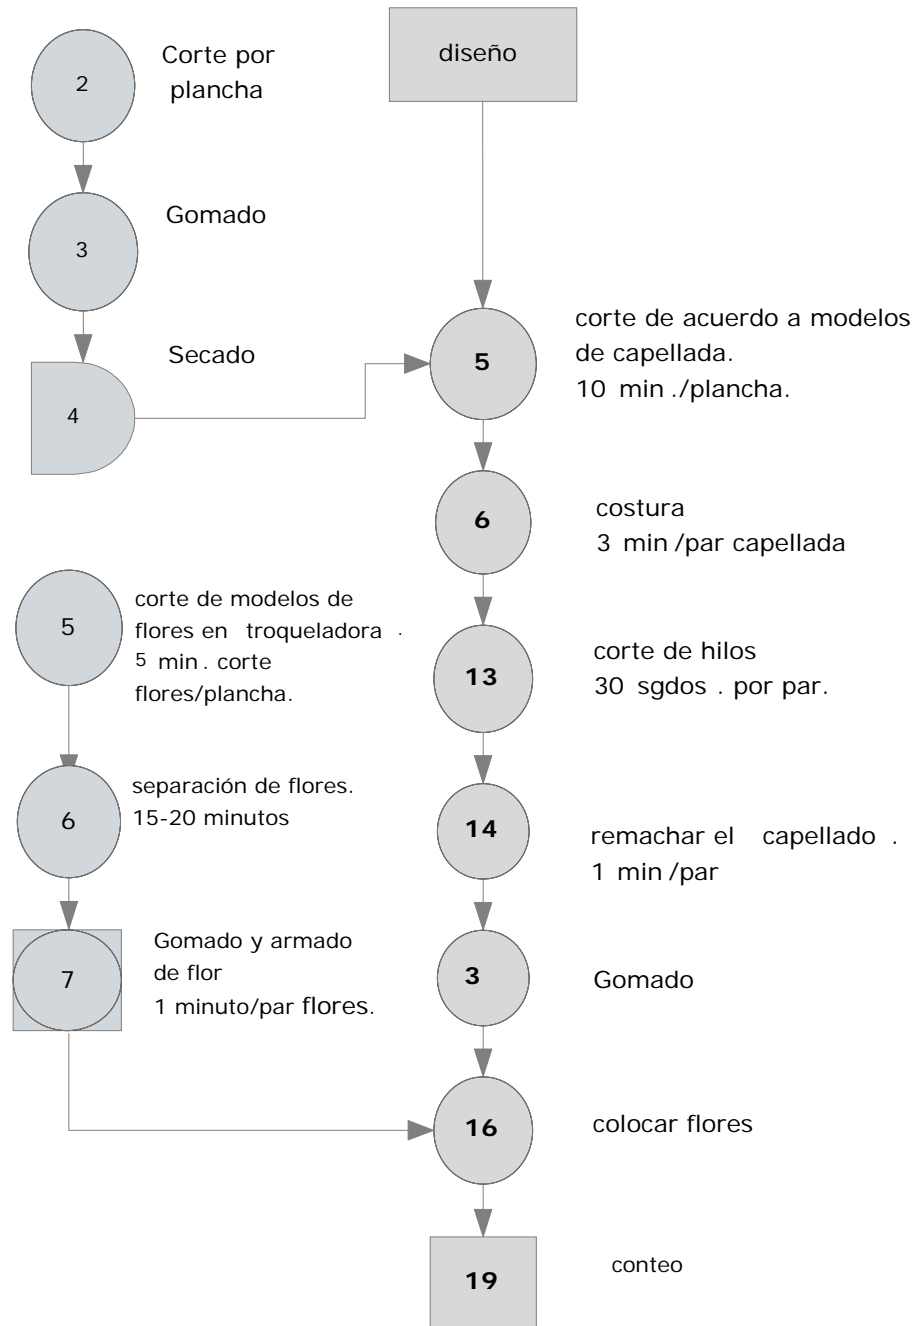 2
Corte por
plancha
diseño
3
Gomado
4
Secado
5
corte de acuerdo a modelos
de capellada.
10 min ./plancha.
6
costura
3 min /par capellada
5
corte de modelos de
flores en troqueladora .
5 min . corte
flores/plancha.
13
corte de hilos
30 sgdos . por par.
6
separación de flores.
15-20 minutos
14
remachar el capellado .
1 min /par
7
Gomado y armado
de flor
1 minuto/par flores.
3
Gomado
16
colocar flores
19
conteo